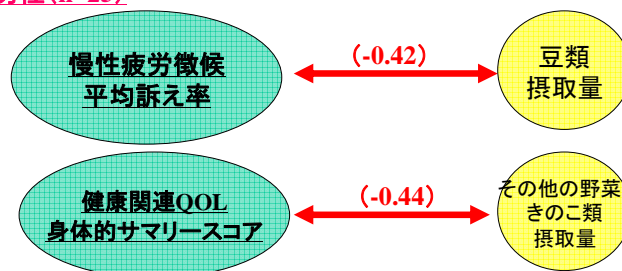 慢性疲労徴候
平均訴え率
(-0.42)
豆類
摂取量
健康関連QOL
身体的サマリースコア
(-0.44)
その他の野菜
きのこ類
摂取量